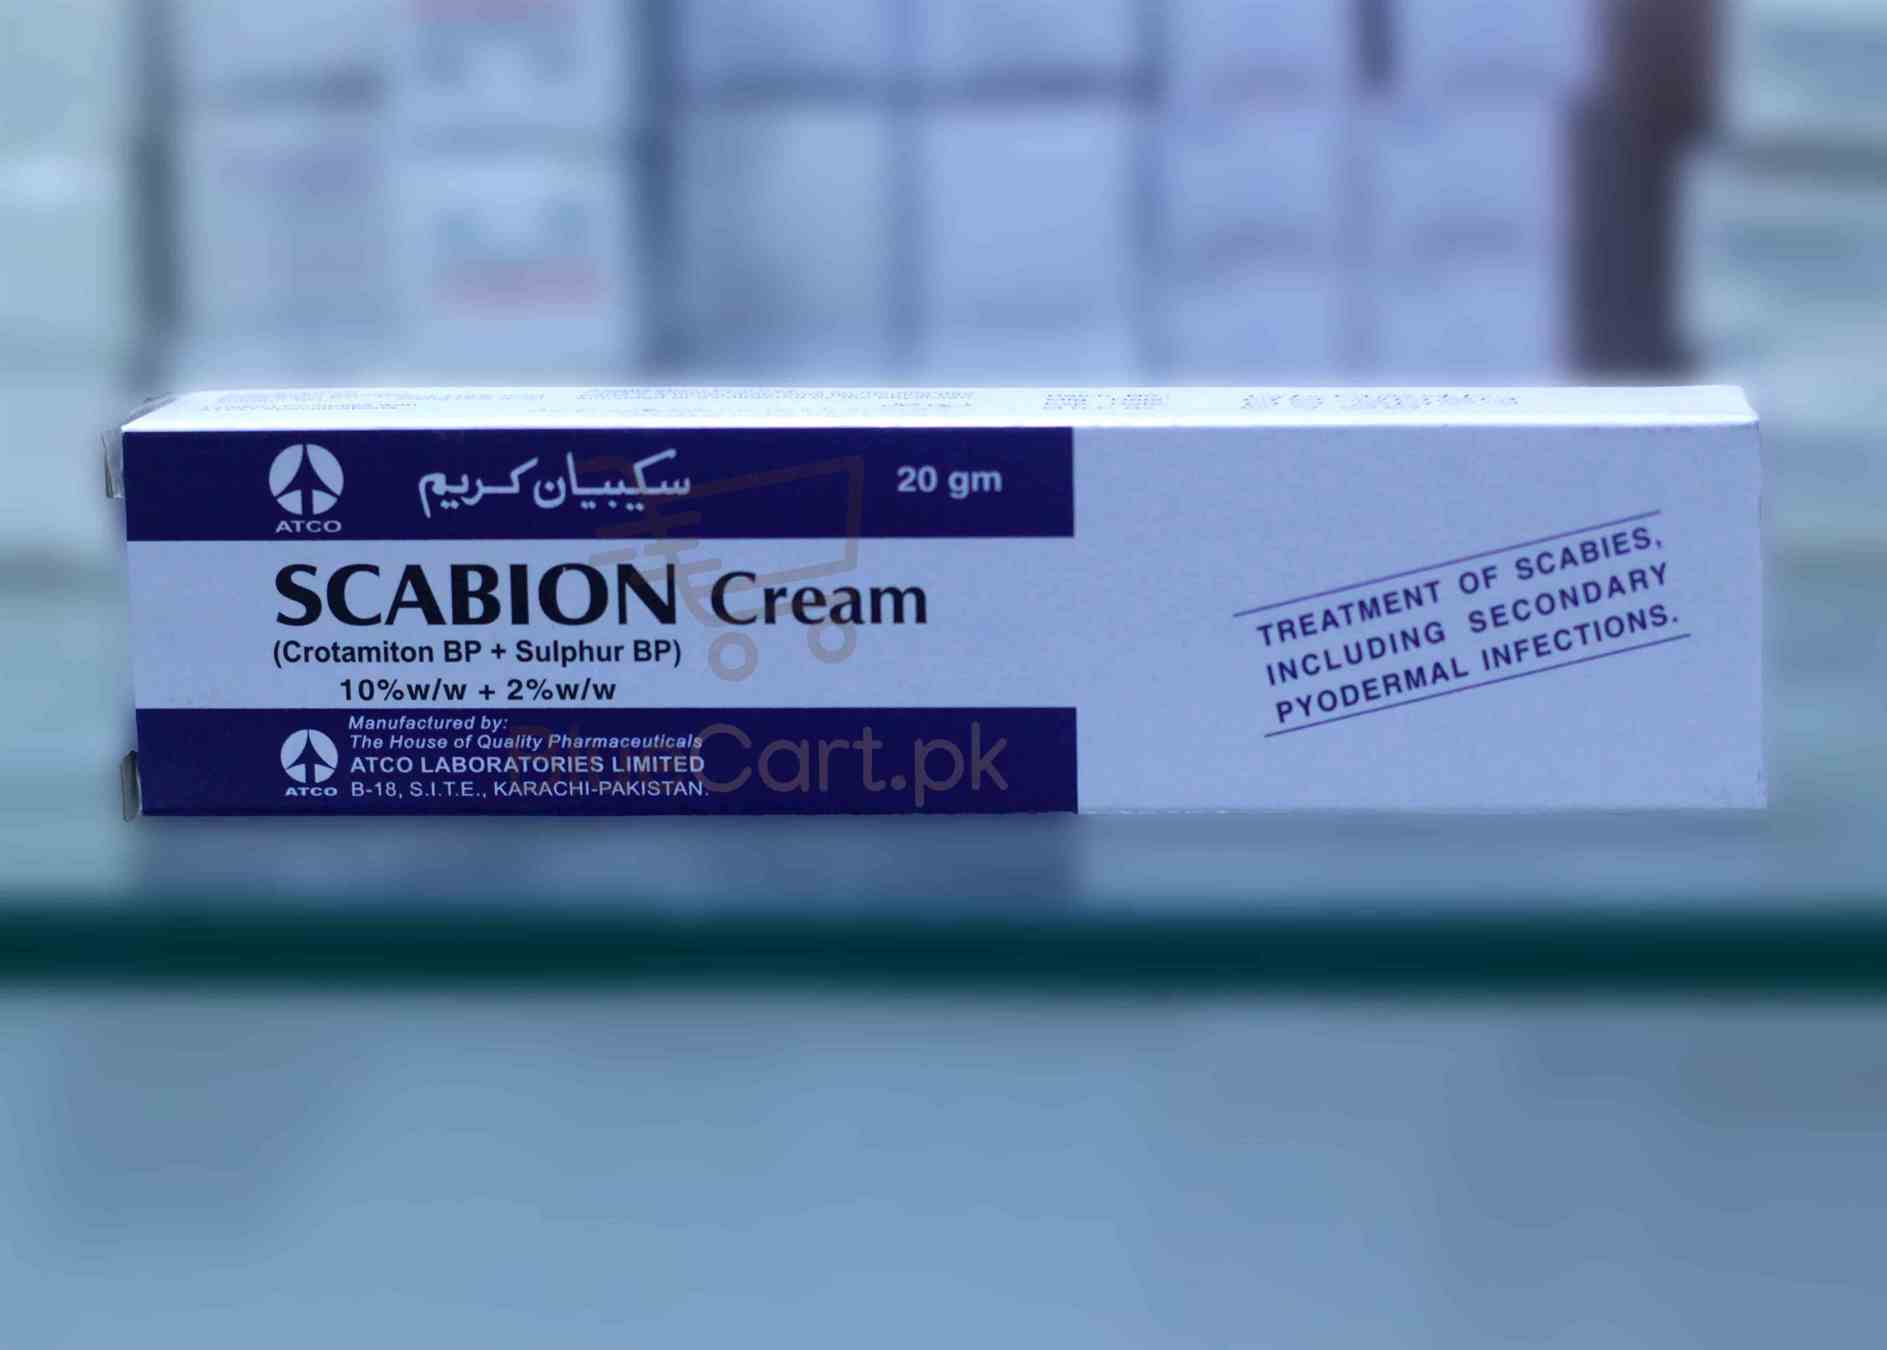 ATCO
سکیبیان کریم
20 gm
SCABION Cream
(Crotamiton BP + Sulphur BP)
10%w/w + 2%w/w
Manufactured by:
The House of Quality Pharmaceuticals
ATCO LABORATORIES LIMITED
ATCO B-18, S.I.T.E., KARACHI-PAKISTAN.
TREATMENT OF SCABIES,
INCLUDING SECONDARY
PYODERMAL INFECTIONS.
BlueCart.pk